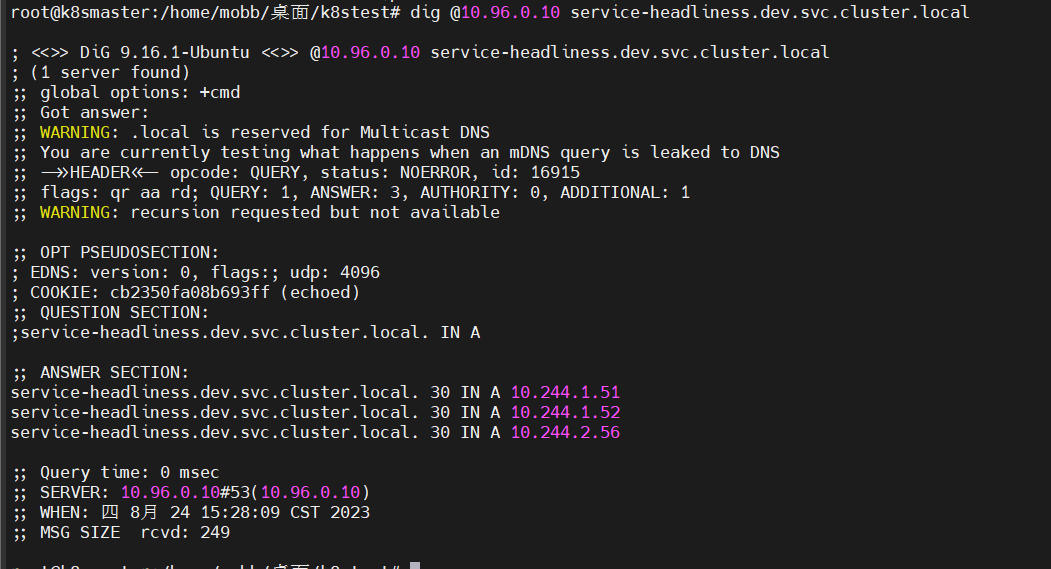 root@k8smaster:/home/mobb/桌面/k8stest# dig @10.96.0.10 service-headliness.dev.svc.cluster.local
; <<>> DiG 9.16.1-Ubuntu <<>> @10.96.0.10 service-headliness.dev.svc.cluster.local
; (1 server found)
;; global options: +cmd
;; Got answer:
;; WARNING: .local is reserved for Multicast DNS
;; You are currently testing what happens when an mDNS query is leaked to DNS
;; ->>HEADER<<- opcode: QUERY, status: NOERROR, id: 16915
;; flags: qr aa rd; QUERY: 1, ANSWER: 3, AUTHORITY: 0, ADDITIONAL: 1
;; WARNING: recursion requested but not available
;; OPT PSEUDOSECTION:
; EDNS: version: 0, flags:; udp: 4096
; COOKIE: cb2350fa08b693ff (echoed)
;; QUESTION SECTION:
;service-headliness.dev.svc.cluster.local. IN A
;; ANSWER SECTION:
service-headliness.dev.svc.cluster.local. 30 IN A 10.244.1.51
service-headliness.dev.svc.cluster.local. 30 IN A 10.244.1.52
service-headliness.dev.svc.cluster.local. 30 IN A 10.244.2.56
;; Query time: 0 msec
;; SERVER: 10.96.0.10#53(10.96.0.10)
;; WHEN: 四 8月 24 15:28:09 CST 2023
;; MSG SIZE  rcvd: 249